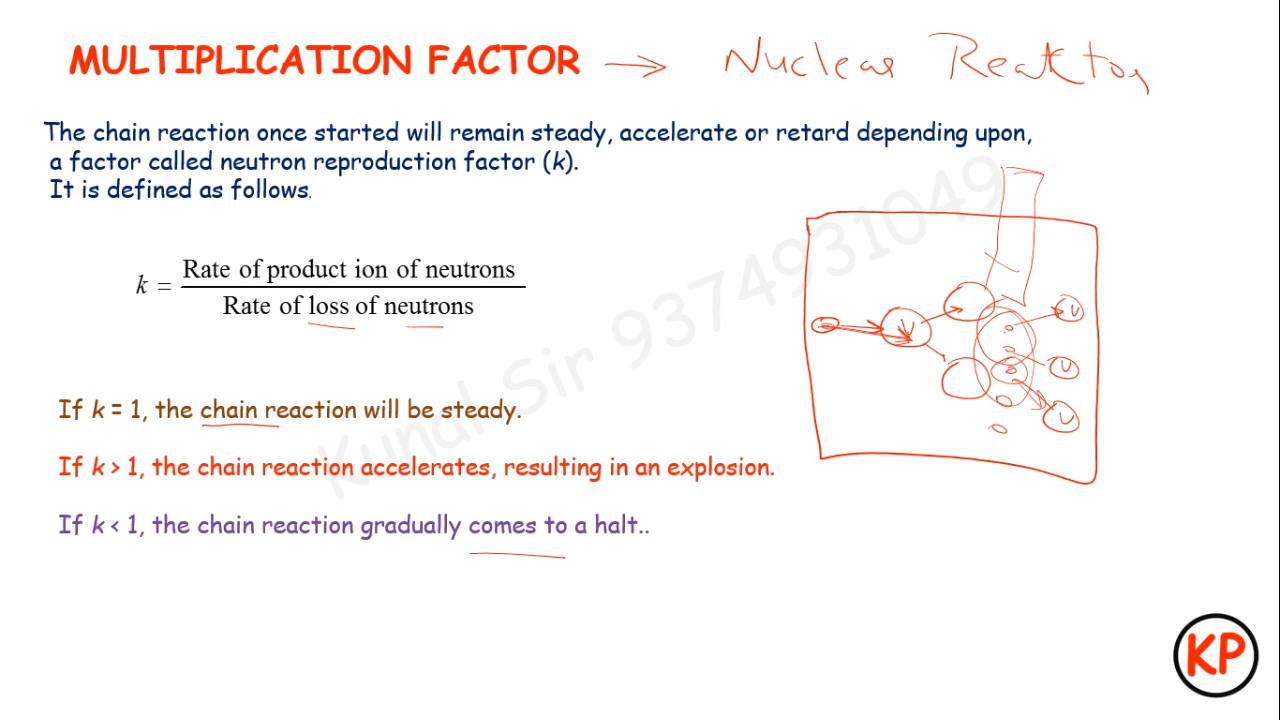 MULTIPLICATION FACTOR → Nuclear Reaktor
The chain reaction once started will remain steady, accelerate or retard depending upon,
a factor called neutron reproduction factor (k).
It is defined as follows.
k = Rate of product ion of neutrons
Rate of loss of neutrons
If k = 1, the chain reaction will be steady.
If k > 1, the chain reaction accelerates, resulting in an explosion.
If k < 1, the chain reaction gradually comes to a halt..
Kunal Sir 9374931049
U
U
U
U
KP